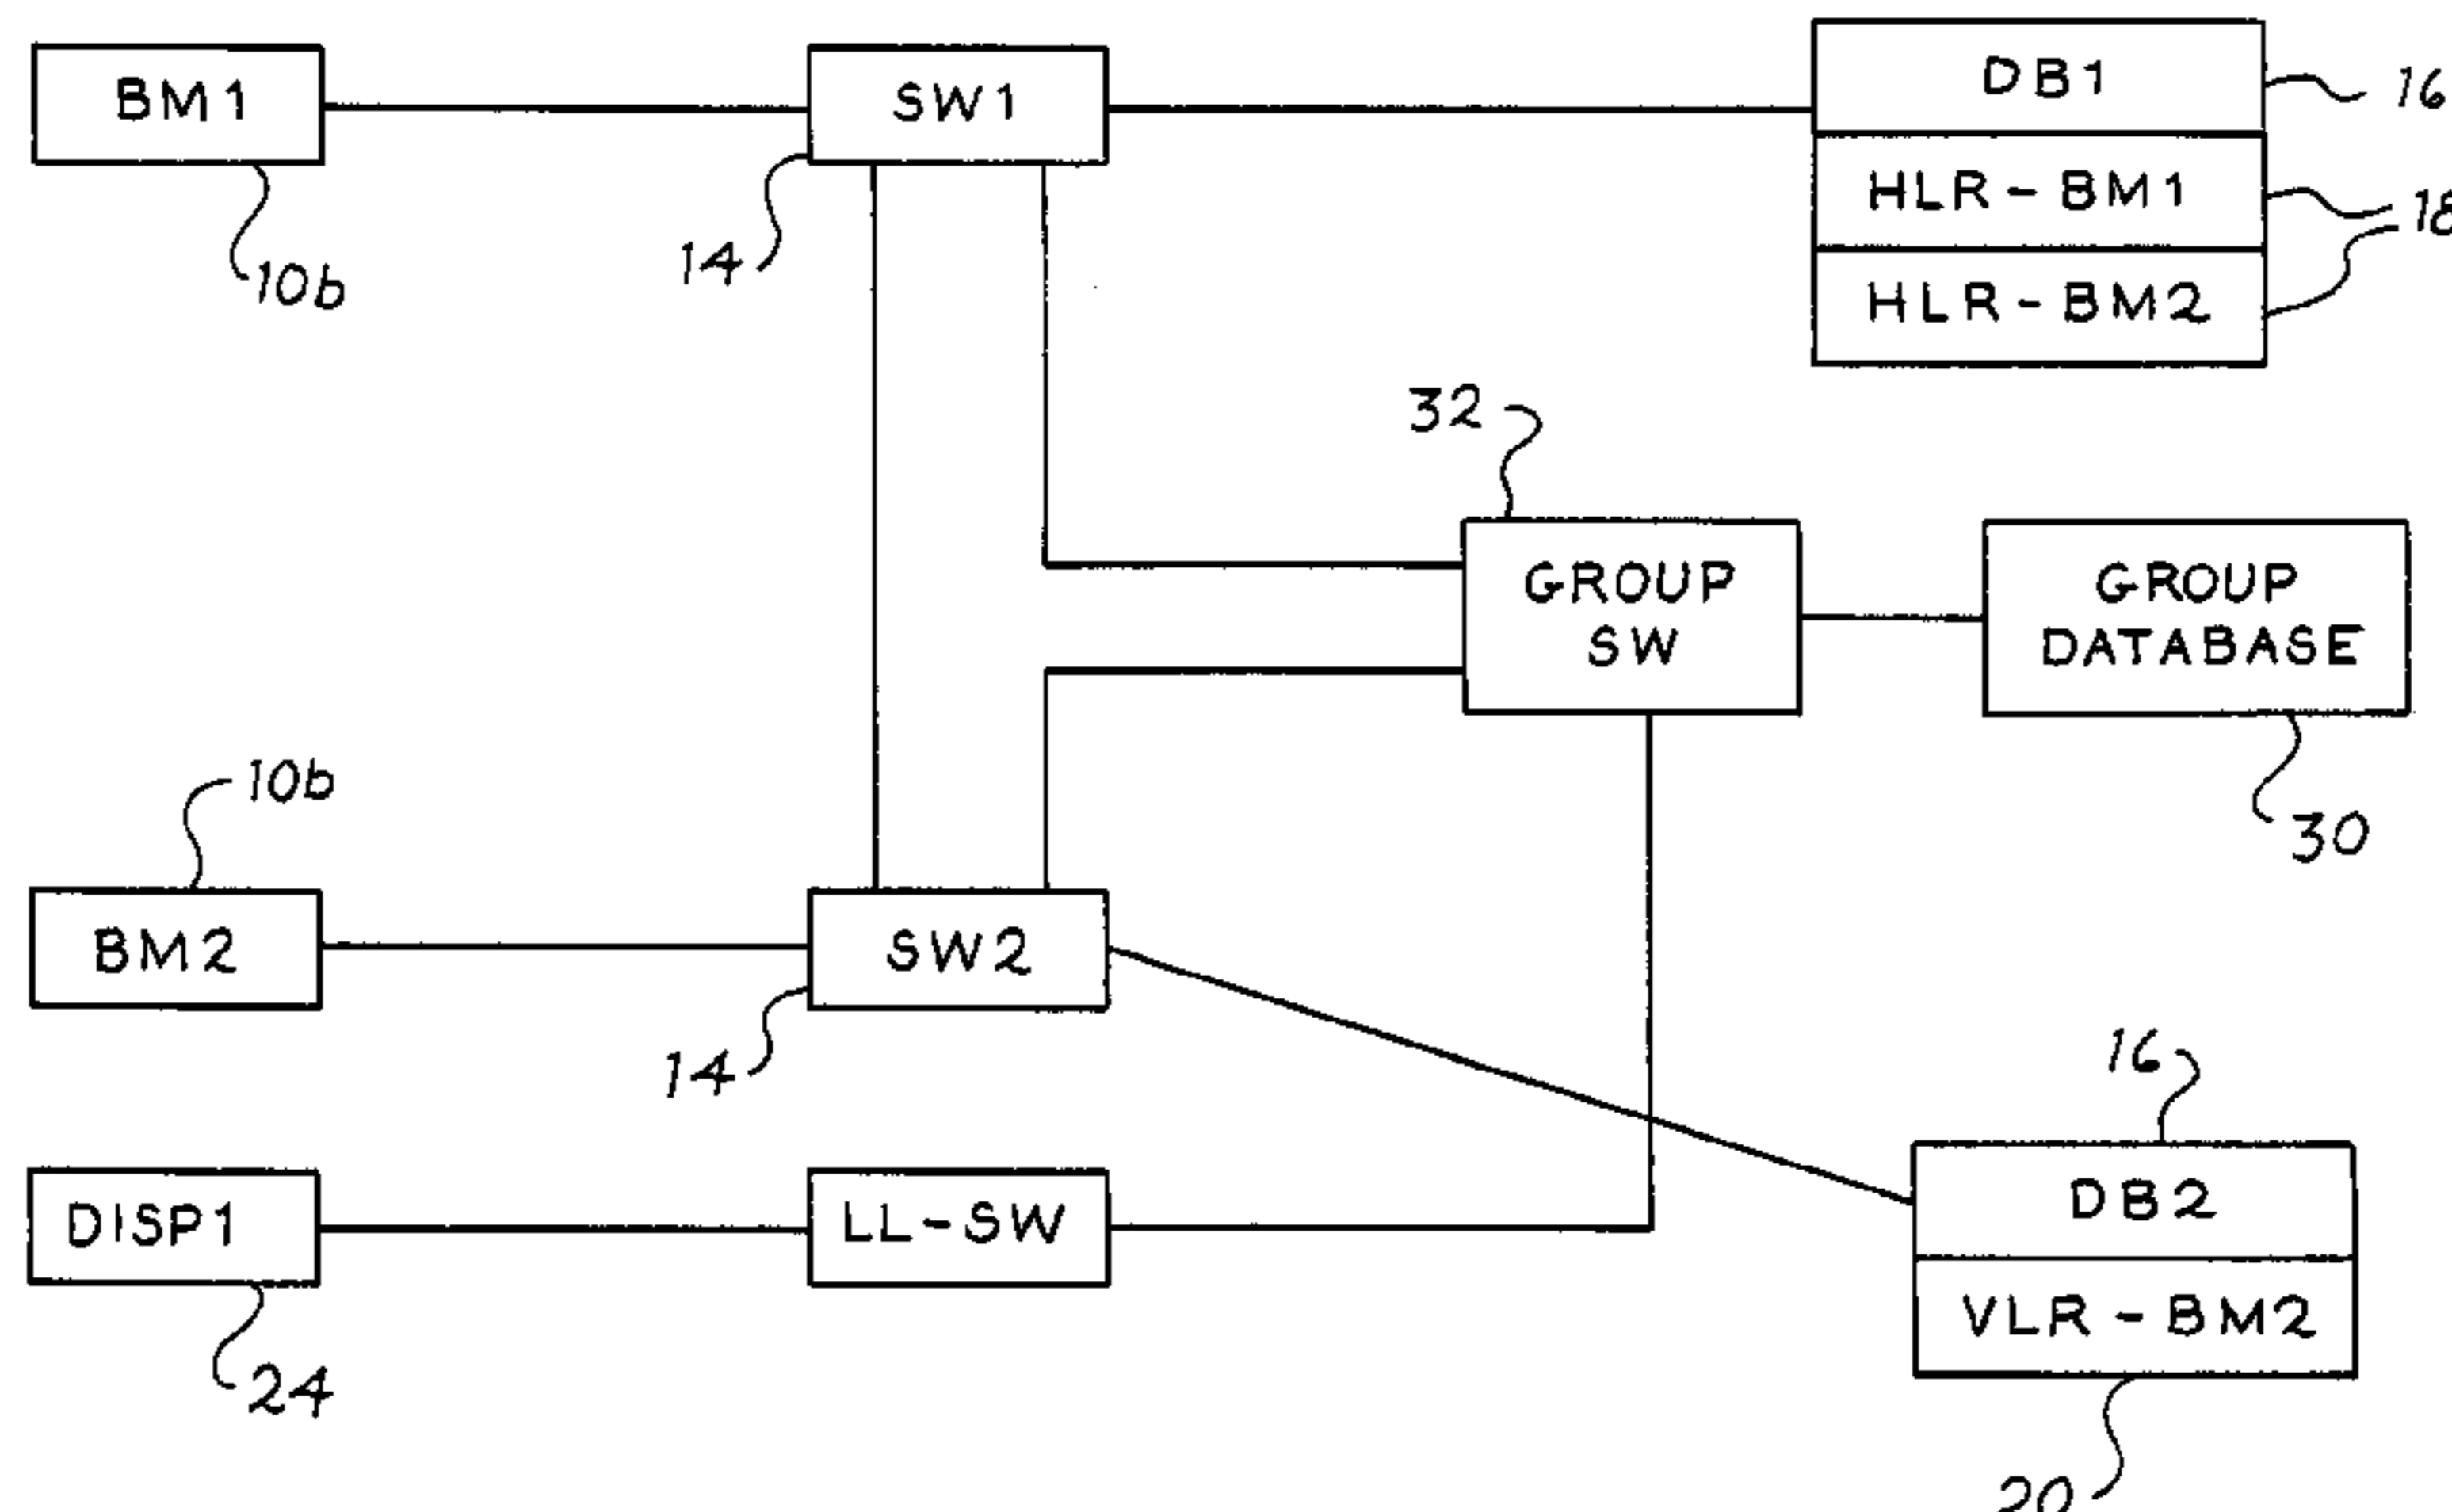 BM1
SW1
DB1
16
HLR-BM1
18
HLR-BM2
10b
14
32
GROUP
SW
GROUP
DATABASE
30
10b
BM2
SW2
14
16
DISP1
LL-SW
DB2
VLR-BM2
24
20